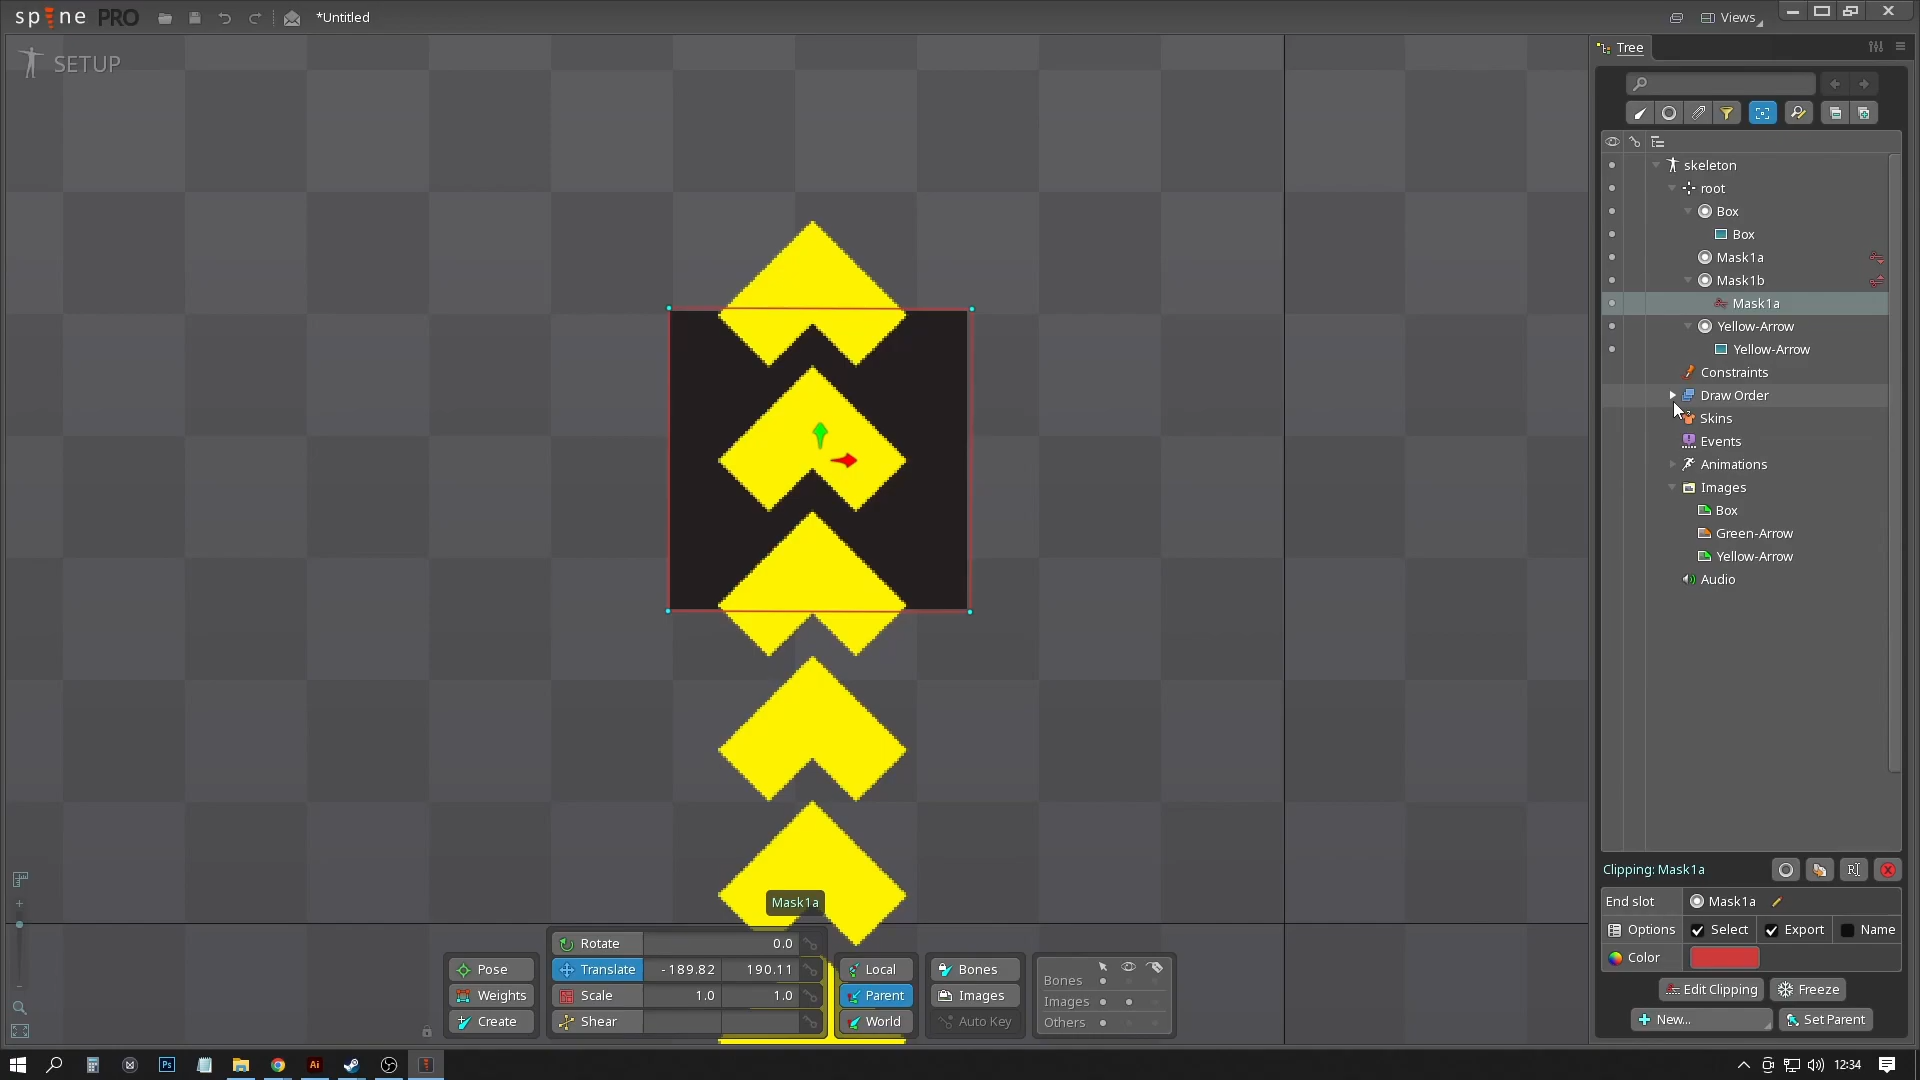 spine PRO
*Untitled
Views
SETUP
Tree
skeleton
root
Box
Box
Mask1a
Mask1b
Mask1a
Yellow-Arrow
Yellow-Arrow
Constraints
Draw Order
Skins
Events
Animations
Images
Box
Green-Arrow
Yellow-Arrow
Audio
Clipping: Mask1a
End slot Mask1a
Options Select Export Name
Color
Edit Clipping Freeze
New... Set Parent
Mask1a
Pose
Weights
Create
Rotate 0.0
Translate -189.82 190.11
Scale 1.0 1.0
Shear
Local
Parent
World
Bones
Images
Auto Key
Bones
Images
Others
Ps
Ai
12:34